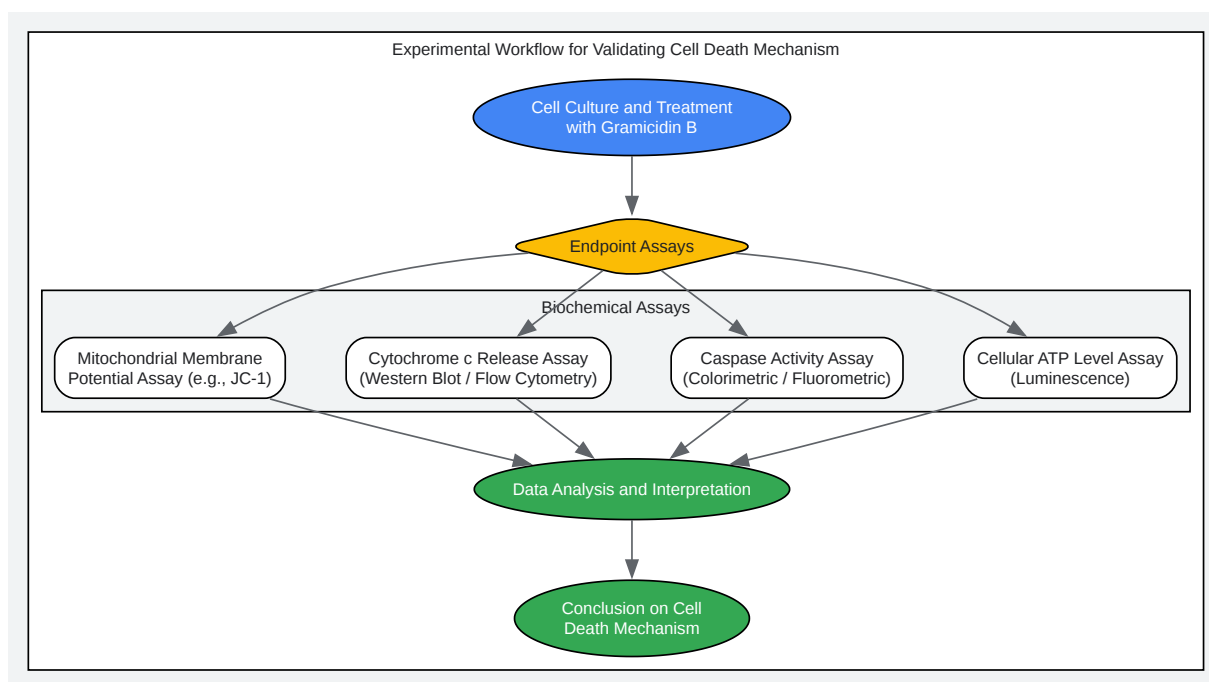 Experimental Workflow for Validating Cell Death Mechanism
Cell Culture and Treatment
with Gramicidin B
Endpoint Assays
Biochemical Assays
Mitochondrial Membrane
Potential Assay (e.g., JC-1)
Cytochrome c Release Assay
(Western Blot / Flow Cytometry)
Caspase Activity Assay
(Colorimetric / Fluorometric)
Cellular ATP Level Assay
(Luminescence)
Data Analysis and Interpretation
Conclusion on Cell
Death Mechanism